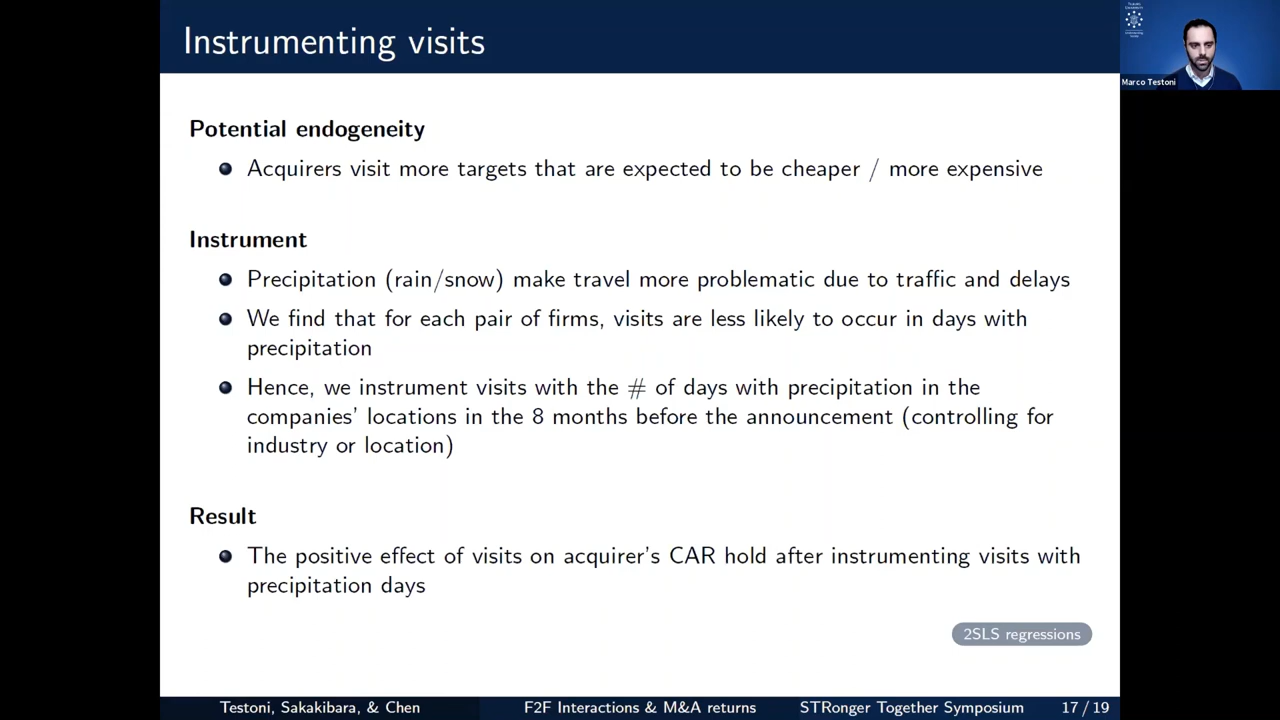 Instrumenting visits
Marco Testoni
Potential endogeneity
Acquirers visit more targets that are expected to be cheaper / more expensive
Instrument
Precipitation (rain/snow) make travel more problematic due to traffic and delays
We find that for each pair of firms, visits are less likely to occur in days with
precipitation
Hence, we instrument visits with the # of days with precipitation in the
companies' locations in the 8 months before the announcement (controlling for
industry or location)
Result
The positive effect of visits on acquirer's CAR hold after instrumenting visits with
precipitation days
2SLS regressions
Testoni, Sakakibara, & Chen
F2F Interactions & M&A returns
STRonger Together Symposium
17 / 19